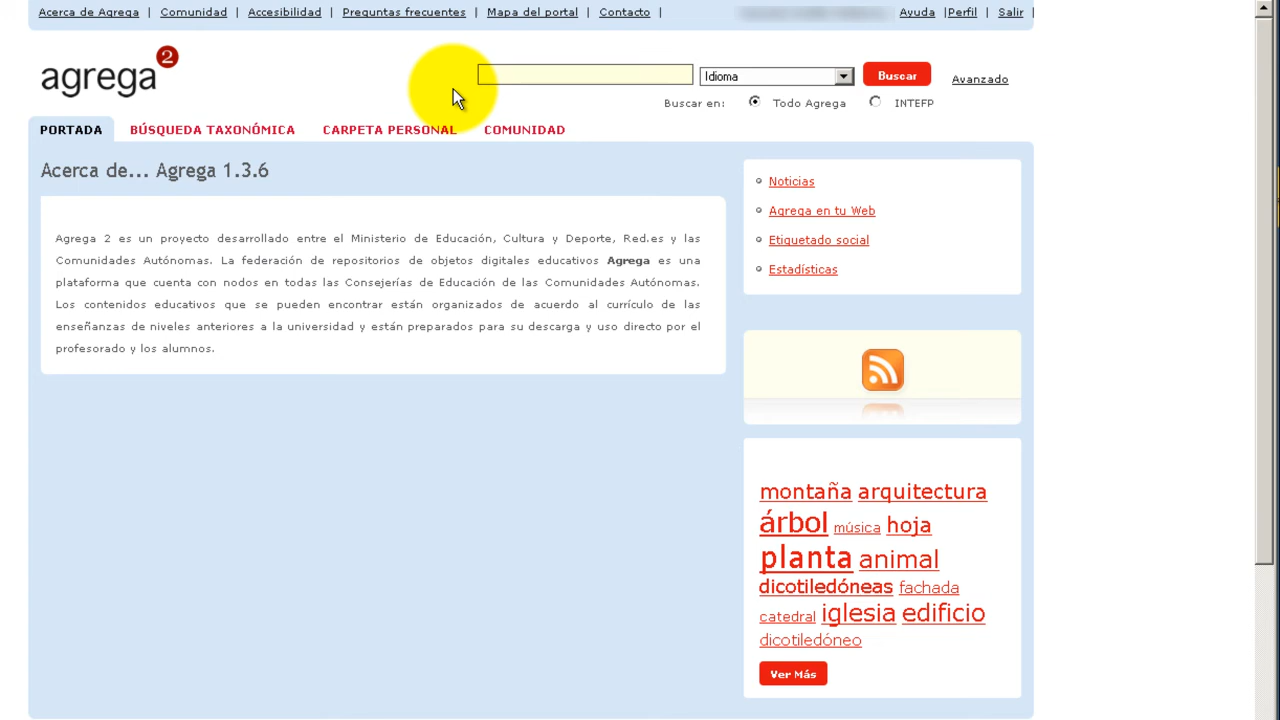 Acerca de Agrega | Comunidad | Accesibilidad | Preguntas frecuentes | Mapa del portal | Contacto | Ayuda |Perfil | Salir |
agrega 2
Idioma
Buscar
Avanzado
Buscar en: Todo Agrega INTEFP
PORTADA BÚSQUEDA TAXONÓMICA CARPETA PERSONAL COMUNIDAD
Acerca de... Agrega 1.3.6
Agrega 2 es un proyecto desarrollado entre el Ministerio de Educación, Cultura y Deporte, Red.es y las
Comunidades Autónomas. La federación de repositorios de objetos digitales educativos Agrega es una
plataforma que cuenta con nodos en todas las Consejerías de Educación de las Comunidades Autónomas.
Los contenidos educativos que se pueden encontrar están organizados de acuerdo al currículo de las
enseñanzas de niveles anteriores a la universidad y están preparados para su descarga y uso directo por el
profesorado y los alumnos.
Noticias
Agrega en tu Web
Etiquetado social
Estadísticas
montaña arquitectura
árbol música hoja
planta animal
dicotiledóneas fachada
catedral iglesia edificio
dicotiledóneo
Ver Más